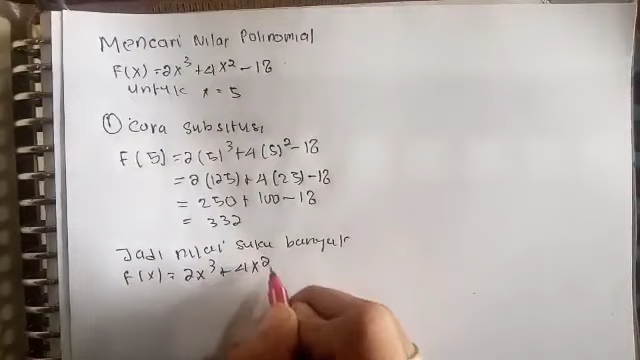 Mencari Nilai Polinomial
F(x) = 2x³ + 4x² - 18
untuk x = 5
① Cara Subsitusi
F(5) = 2(5)³ + 4(5)² - 18
= 2(125) + 4(25) - 18
= 250 + 100 - 18
= 332
Jadi nilai suku banyak
F(x) = 2x³ + 4x²